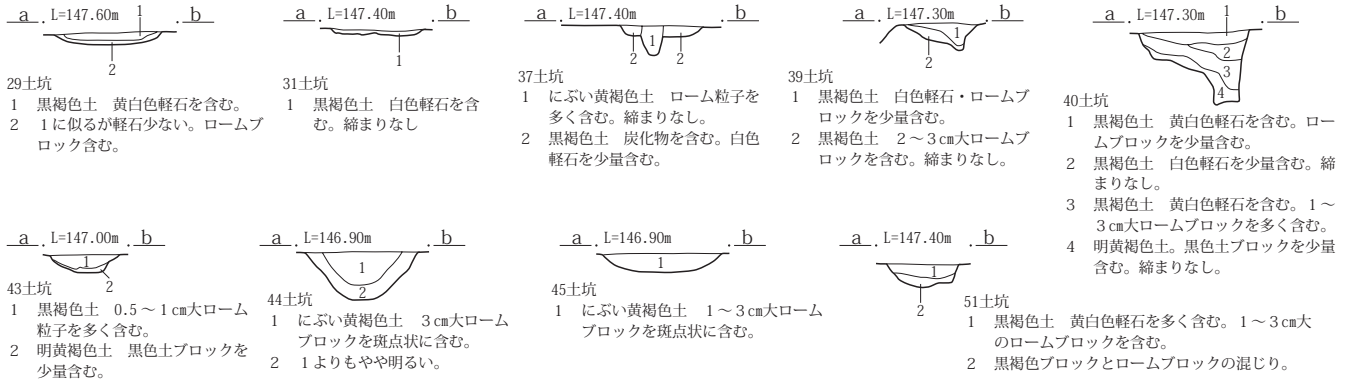 a . L=147.60m 1 . b
2
29土坑
1 黒褐色土 黄白色軽石を含む。
2 1に似るが軽石少ない。ロームブ
ロック含む。
a . L=147.40m . b
1
31土坑
1 黒褐色土 白色軽石を含
む。締まりなし
a . L=147.40m . b
2 1 2
37土坑
1 にぶい黄褐色土 ローム粒子を
多く含む。締まりなし。
2 黒褐色土 炭化物を含む。白色
軽石を少量含む。
a . L=147.30m . b
1
2
39土坑
1 黒褐色土 白色軽石・ロームブ
ロックを少量含む。
2 黒褐色土 2～3㎝大ロームブ
ロックを含む。締まりなし。
a . L=147.30m 1 . b
2
3
4
40土坑
1 黒褐色土 黄白色軽石を含む。ロー
ムブロックを少量含む。
2 黒褐色土 白色軽石を少量含む。締
まりなし。
3 黒褐色土 黄白色軽石を含む。1～
3㎝大ロームブロックを多く含む。
4 明黄褐色土。黒色土ブロックを少量
含む。締まりなし。
a . L=147.00m . b
1
2
43土坑
1 黒褐色土 0.5～1㎝大ローム
粒子を多く含む。
2 明黄褐色土 黒色土ブロックを
少量含む。
a . L=146.90m . b
1
2
44土坑
1 にぶい黄褐色土 3㎝大ローム
ブロックを斑点状に含む。
2 1よりもやや明るい。
a . L=146.90m . b
1
45土坑
1 にぶい黄褐色土 1～3㎝大ローム
ブロックを斑点状に含む。
a . L=147.40m . b
1
2
51土坑
1 黒褐色土 黄白色軽石を多く含む。1～3㎝大
のロームブロックを含む。
2 黒褐色ブロックとロームブロックの混じり。